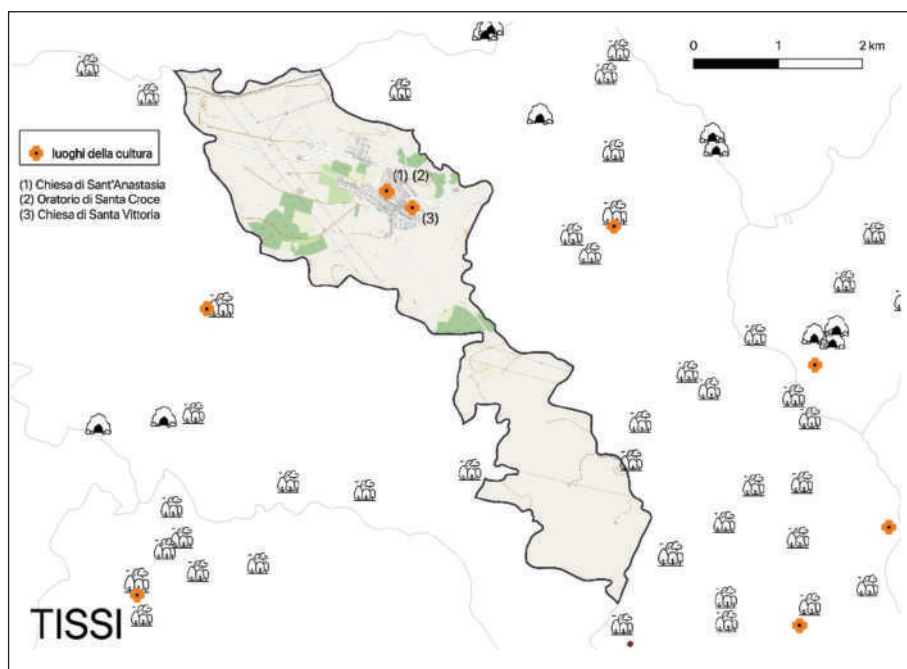 0 1 2 km
luoghi della cultura
(1) Chiesa di Sant'Anastasia
(2) Oratorio di Santa Croce
(3) Chiesa di Santa Vittoria
(1) (2)
(3)
TISSI